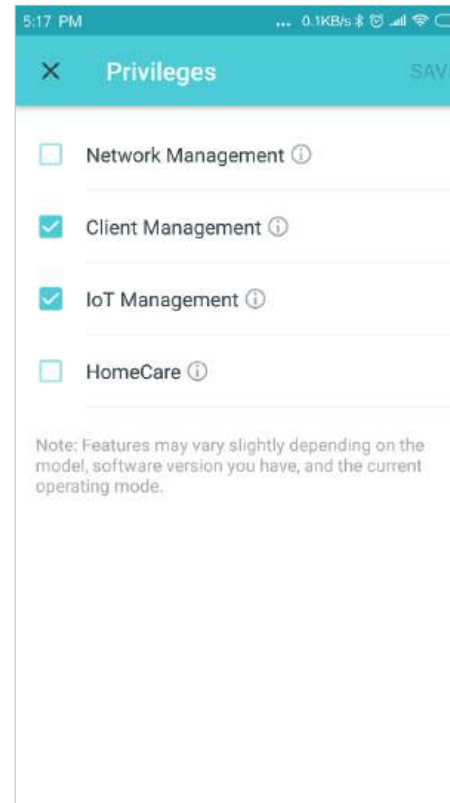 5:17 PM ... 0.1KB/s
Privileges SAV
Network Management
Client Management
IoT Management
HomeCare
Note: Features may vary slightly depending on the
model, software version you have, and the current
operating mode.